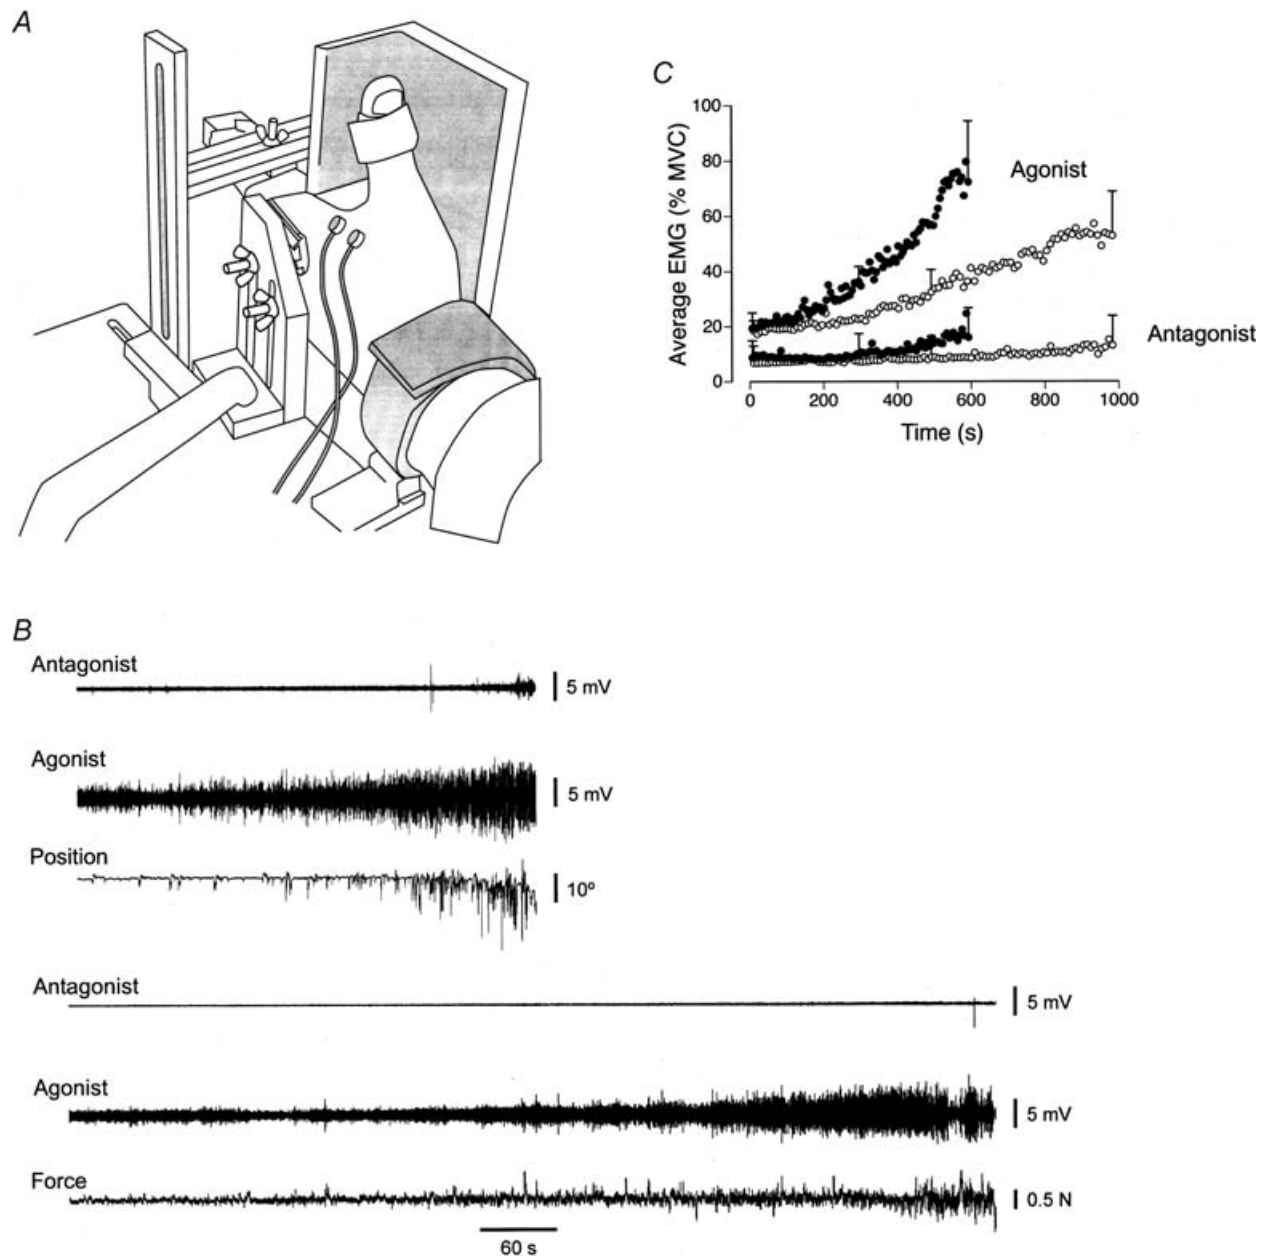 A
C
100
80
60
40
20
0
Average EMG (% MVC)
Agonist
Antagonist
0 200 400 600 800 1000
Time (s)
B
Antagonist
5 mV
Agonist
5 mV
Position
10º
Antagonist
5 mV
Agonist
5 mV
Force
0.5 N
60 s